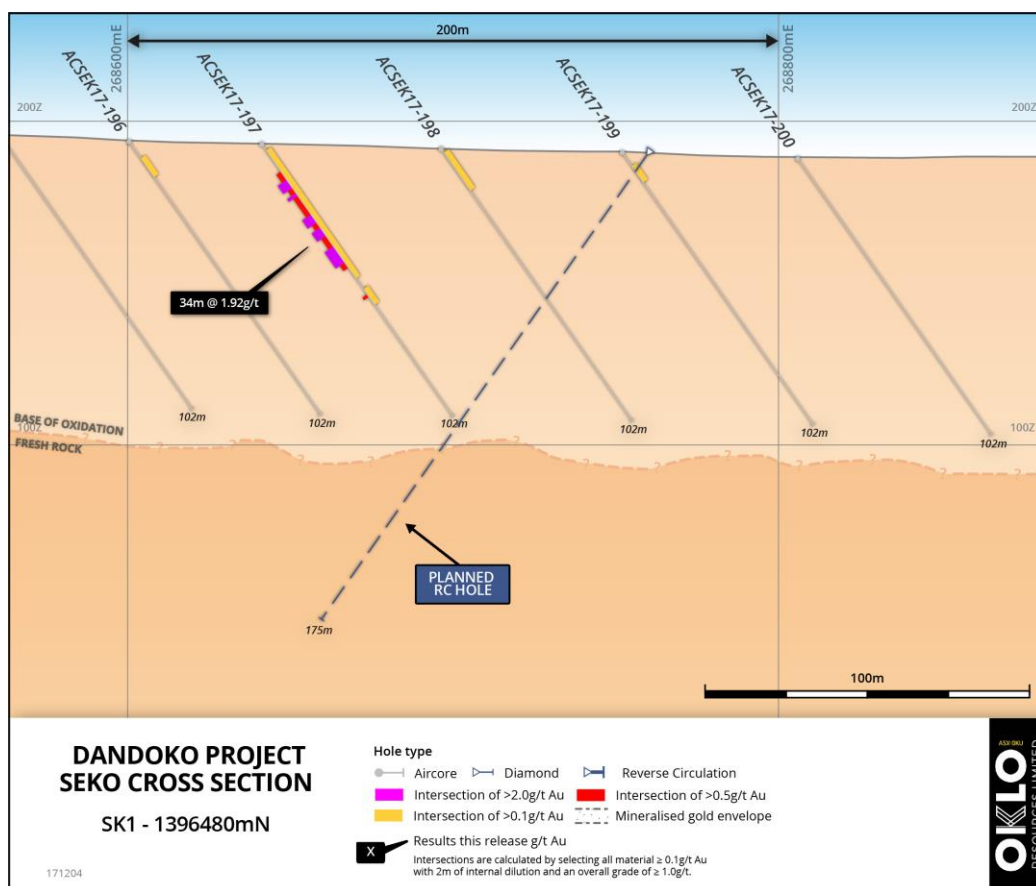 200m
268600mE
268800mE
ACSEK17-196
ACSEK17-197
ACSEK17-198
ACSEK17-199
ACSEK17-200
200Z
200Z
34m @ 1.92g/t
102m
102m
102m
102m
102m
102m
BASE OF OXIDATION
100Z
100Z
FRESH ROCK
? ? ? ? ? ? ? ? ? ?
PLANNED
RC HOLE
175m
100m
DANDOKO PROJECT
SEKO CROSS SECTION
SK1 - 1396480mN
171204
Hole type
Aircore
Diamond
Reverse Circulation
Intersection of >2.0g/t Au
Intersection of >0.5g/t Au
Intersection of >0.1g/t Au
Mineralised gold envelope
X
Results this release g/t Au
Intersections are calculated by selecting all material ≥ 0.1g/t Au
with 2m of internal dilution and an overall grade of ≥ 1.0g/t.
ASX:OKU
OKLO
RESOURCES LIMITED